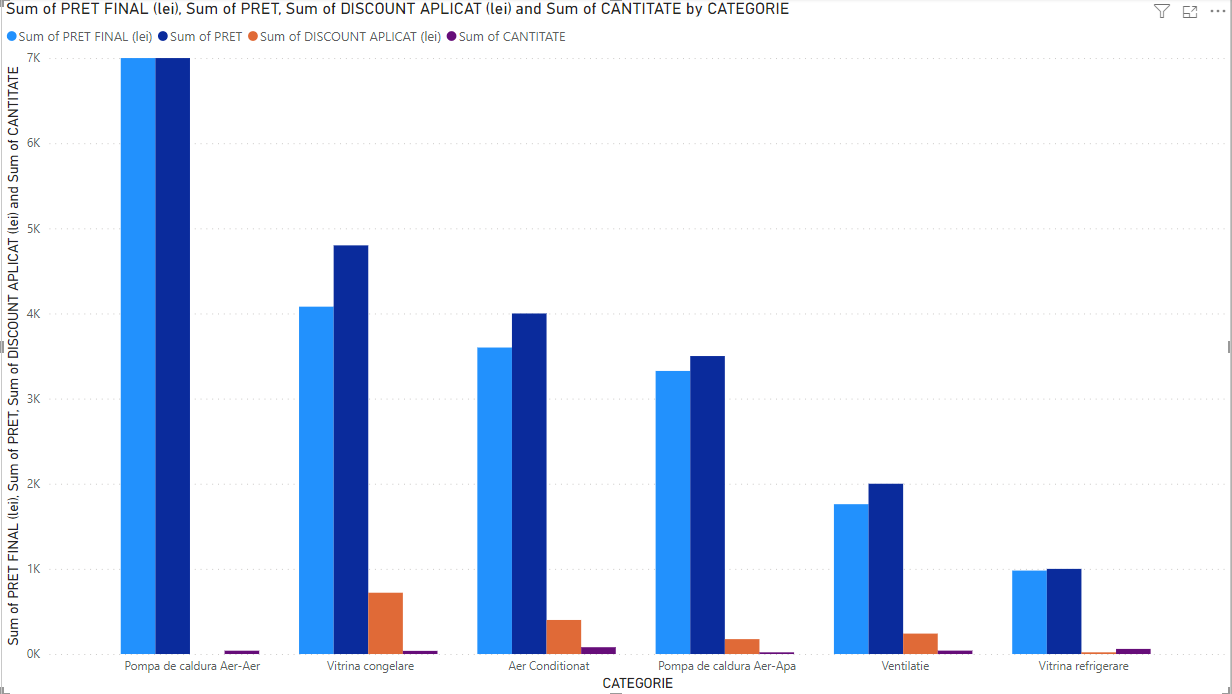 Sum of PRET FINAL (lei), Sum of PRET, Sum of DISCOUNT APLICAT (lei) and Sum of CANTITATE by CATEGORIE
Sum of PRET FINAL (lei) Sum of PRET Sum of DISCOUNT APLICAT (lei) Sum of CANTITATE
Sum of PRET FINAL (lei), Sum of PRET, Sum of DISCOUNT APLICAT (lei) and Sum of CANTITATE
7K
6K
5K
4K
3K
2K
1K
0K
Pompa de caldura Aer-Aer Vitrina congelare Aer Conditionat Pompa de caldura Aer-Apa Ventilatie Vitrina refrigerare
CATEGORIE